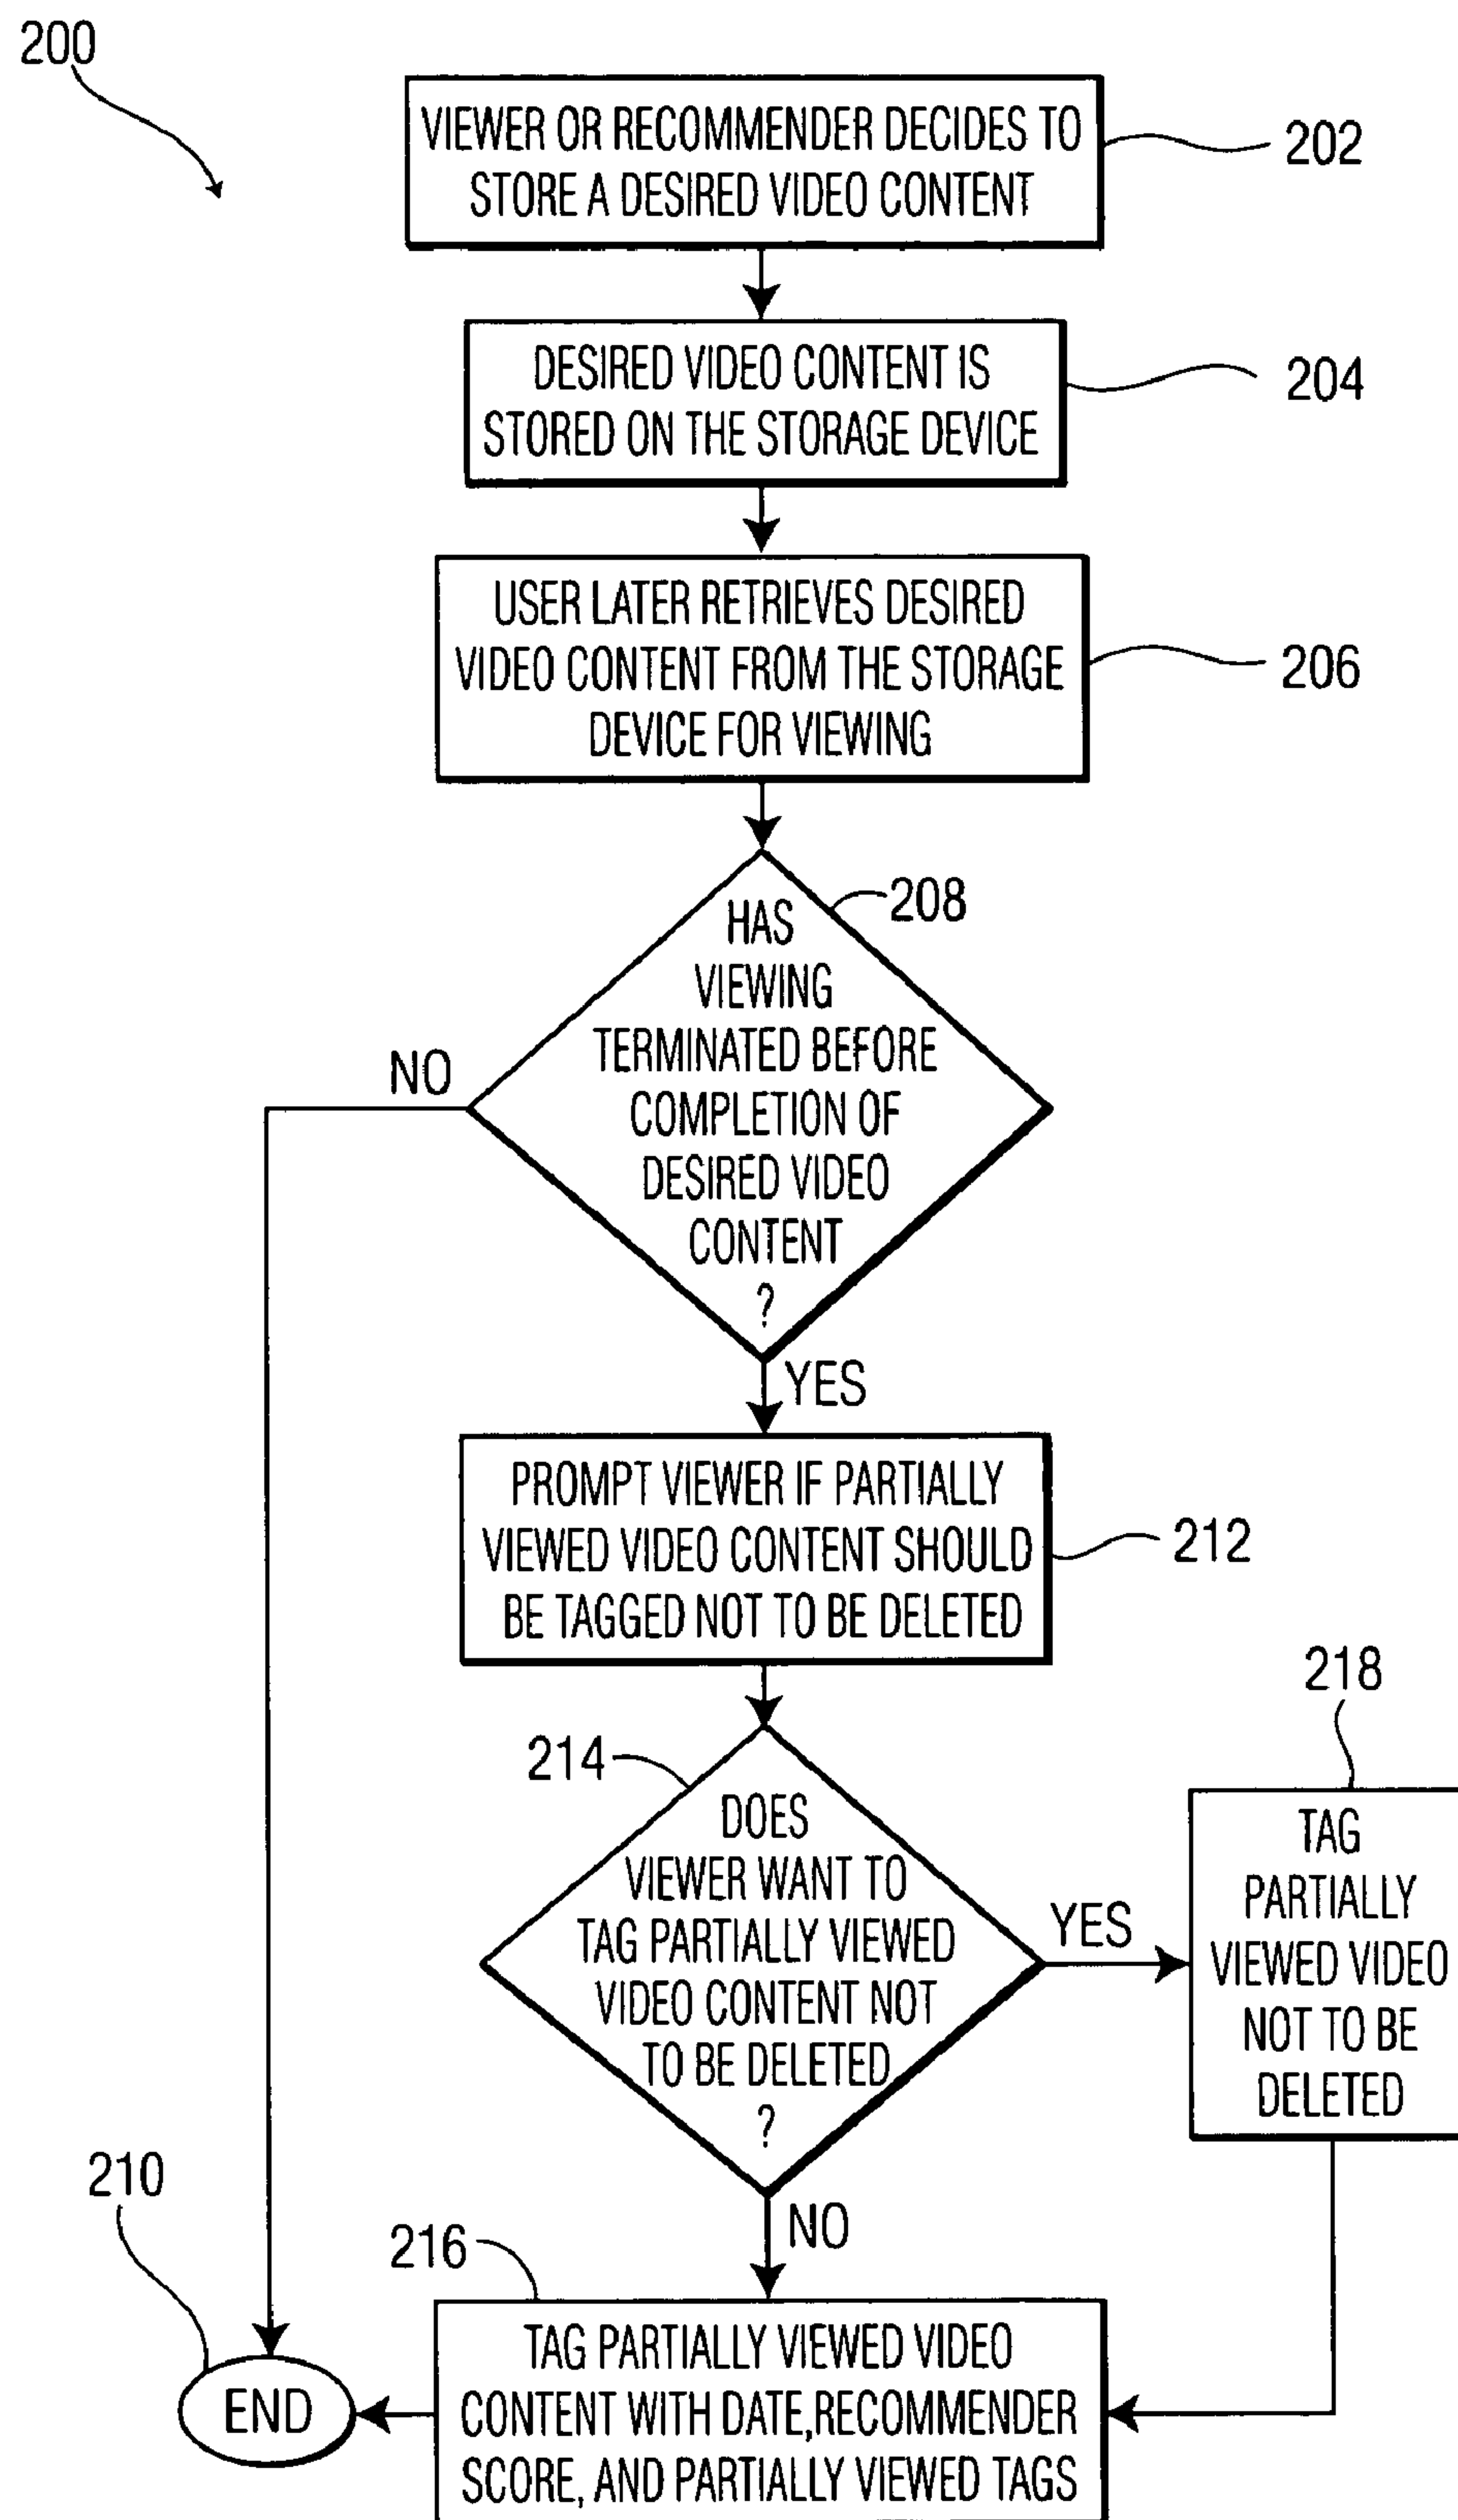 200
VIEWER OR RECOMMENDER DECIDES TO
STORE A DESIRED VIDEO CONTENT
202
DESIRED VIDEO CONTENT IS
STORED ON THE STORAGE DEVICE
204
USER LATER RETRIEVES DESIRED
VIDEO CONTENT FROM THE STORAGE
DEVICE FOR VIEWING
206
208
HAS
VIEWING
TERMINATED BEFORE
COMPLETION OF
DESIRED VIDEO
CONTENT
?
NO
YES
PROMPT VIEWER IF PARTIALLY
VIEWED VIDEO CONTENT SHOULD
BE TAGGED NOT TO BE DELETED
212
214
DOES
VIEWER WANT TO
TAG PARTIALLY VIEWED
VIDEO CONTENT NOT
TO BE DELETED
?
YES
218
TAG
PARTIALLY
VIEWED VIDEO
NOT TO BE
DELETED
NO
210
END
216
TAG PARTIALLY VIEWED VIDEO
CONTENT WITH DATE,RECOMMENDER
SCORE, AND PARTIALLY VIEWED TAGS